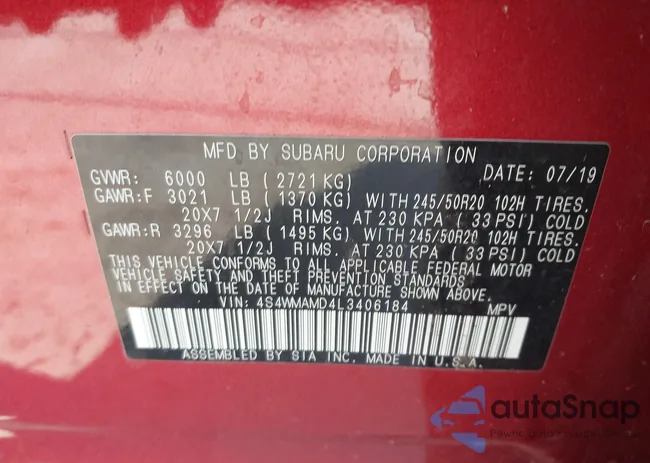 MFD BY SUBARU CORPORATION
DATE: 07/19
GVWR: 6000 LB (2721 KG)
GAWR:F 3021 LB (1370 KG) WITH 245/50R20 102H TIRES.
20X7 1/2J RIMS. AT 230 KPA (33 PSI) COLD
GAWR:R 3296 LB (1495 KG) WITH 245/50R20 102H TIRES.
20X7 1/2J RIMS. AT 230 KPA (33 PSI) COLD
THIS VEHICLE CONFORMS TO ALL APPLICABLE FEDERAL MOTOR
VEHICLE SAFETY AND THEFT PREVENTION STANDARDS
IN EFFECT ON THE DATE OF MANUFACTURE SHOWN ABOVE.
VIN: 4S4WMAMD4L3406184 MPV
ASSEMBLED BY SIA INC. MADE IN U.S.A.
autoSnap